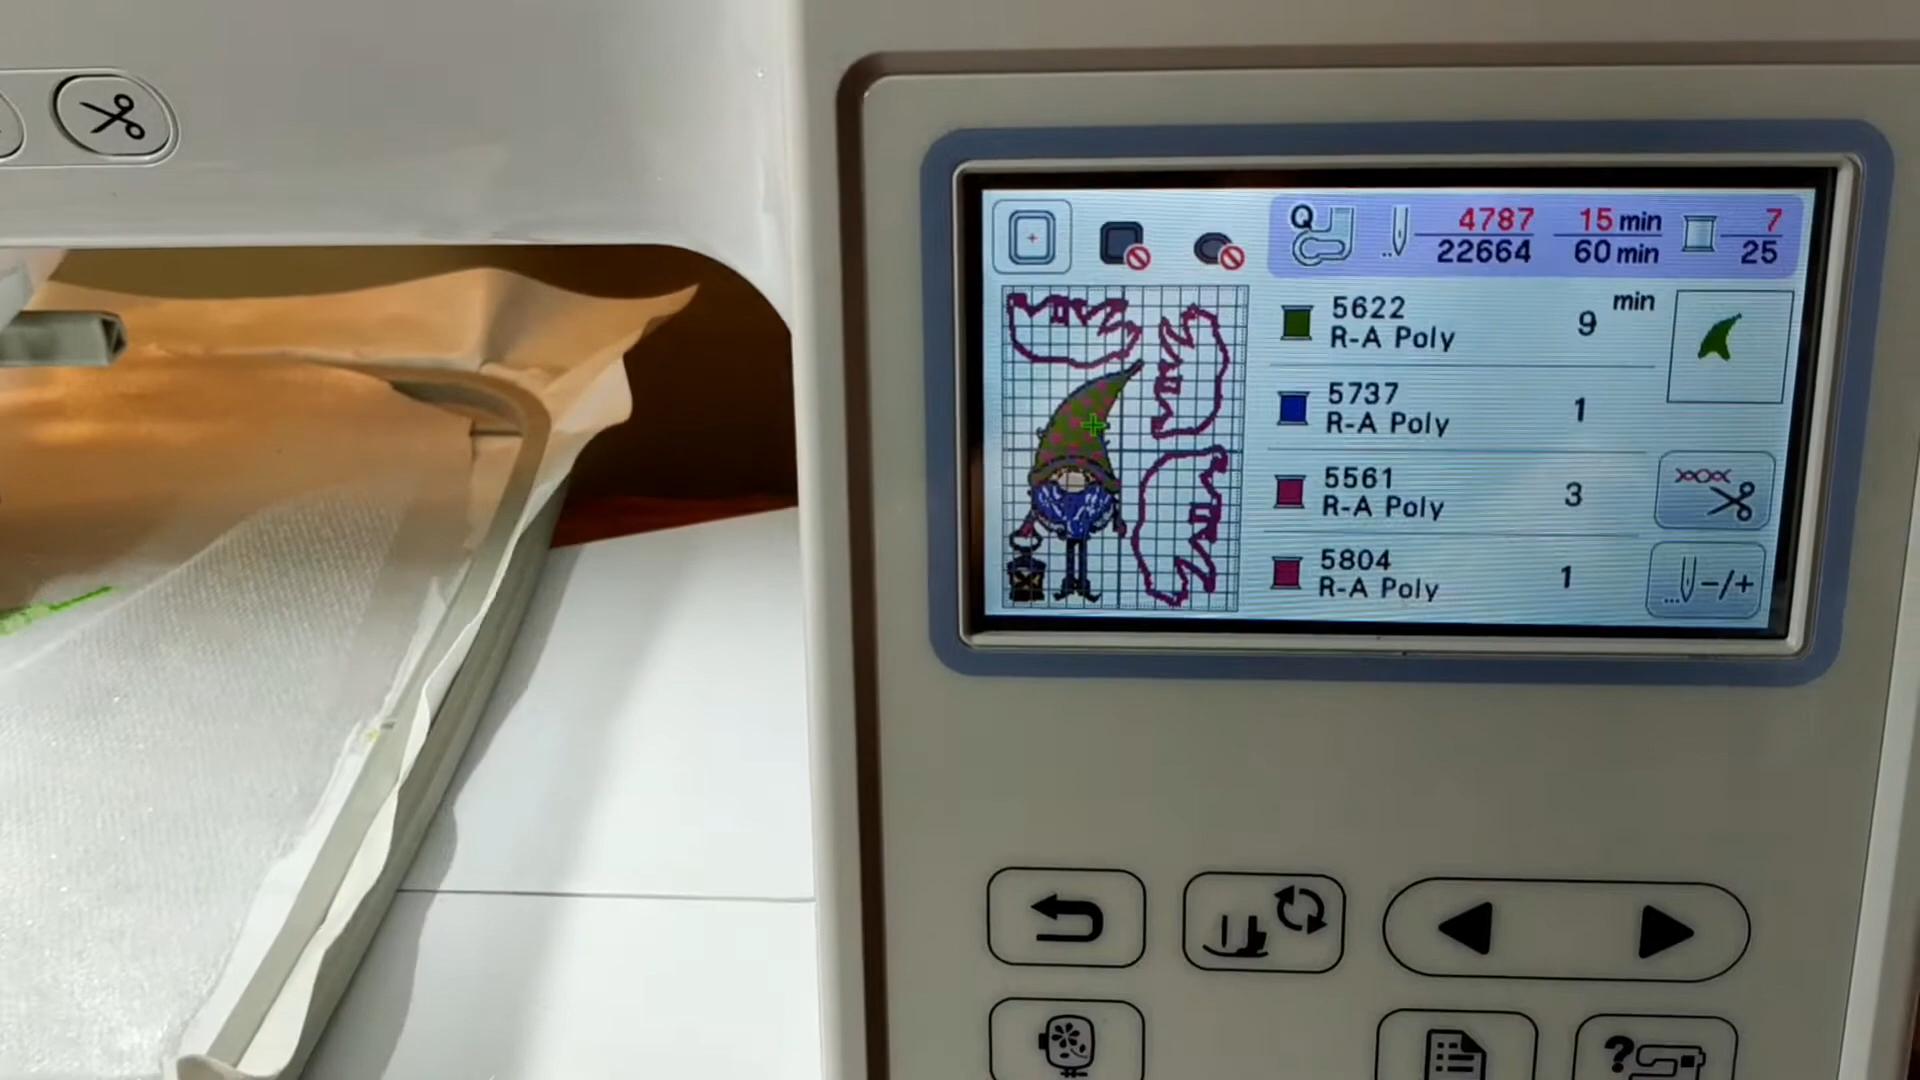 Q 4787 15 min 7
22664 60 min 25
5622 min
R-A Poly 9
5737
R-A Poly 1
5561
R-A Poly 3
5804
R-A Poly 1
-/+
?